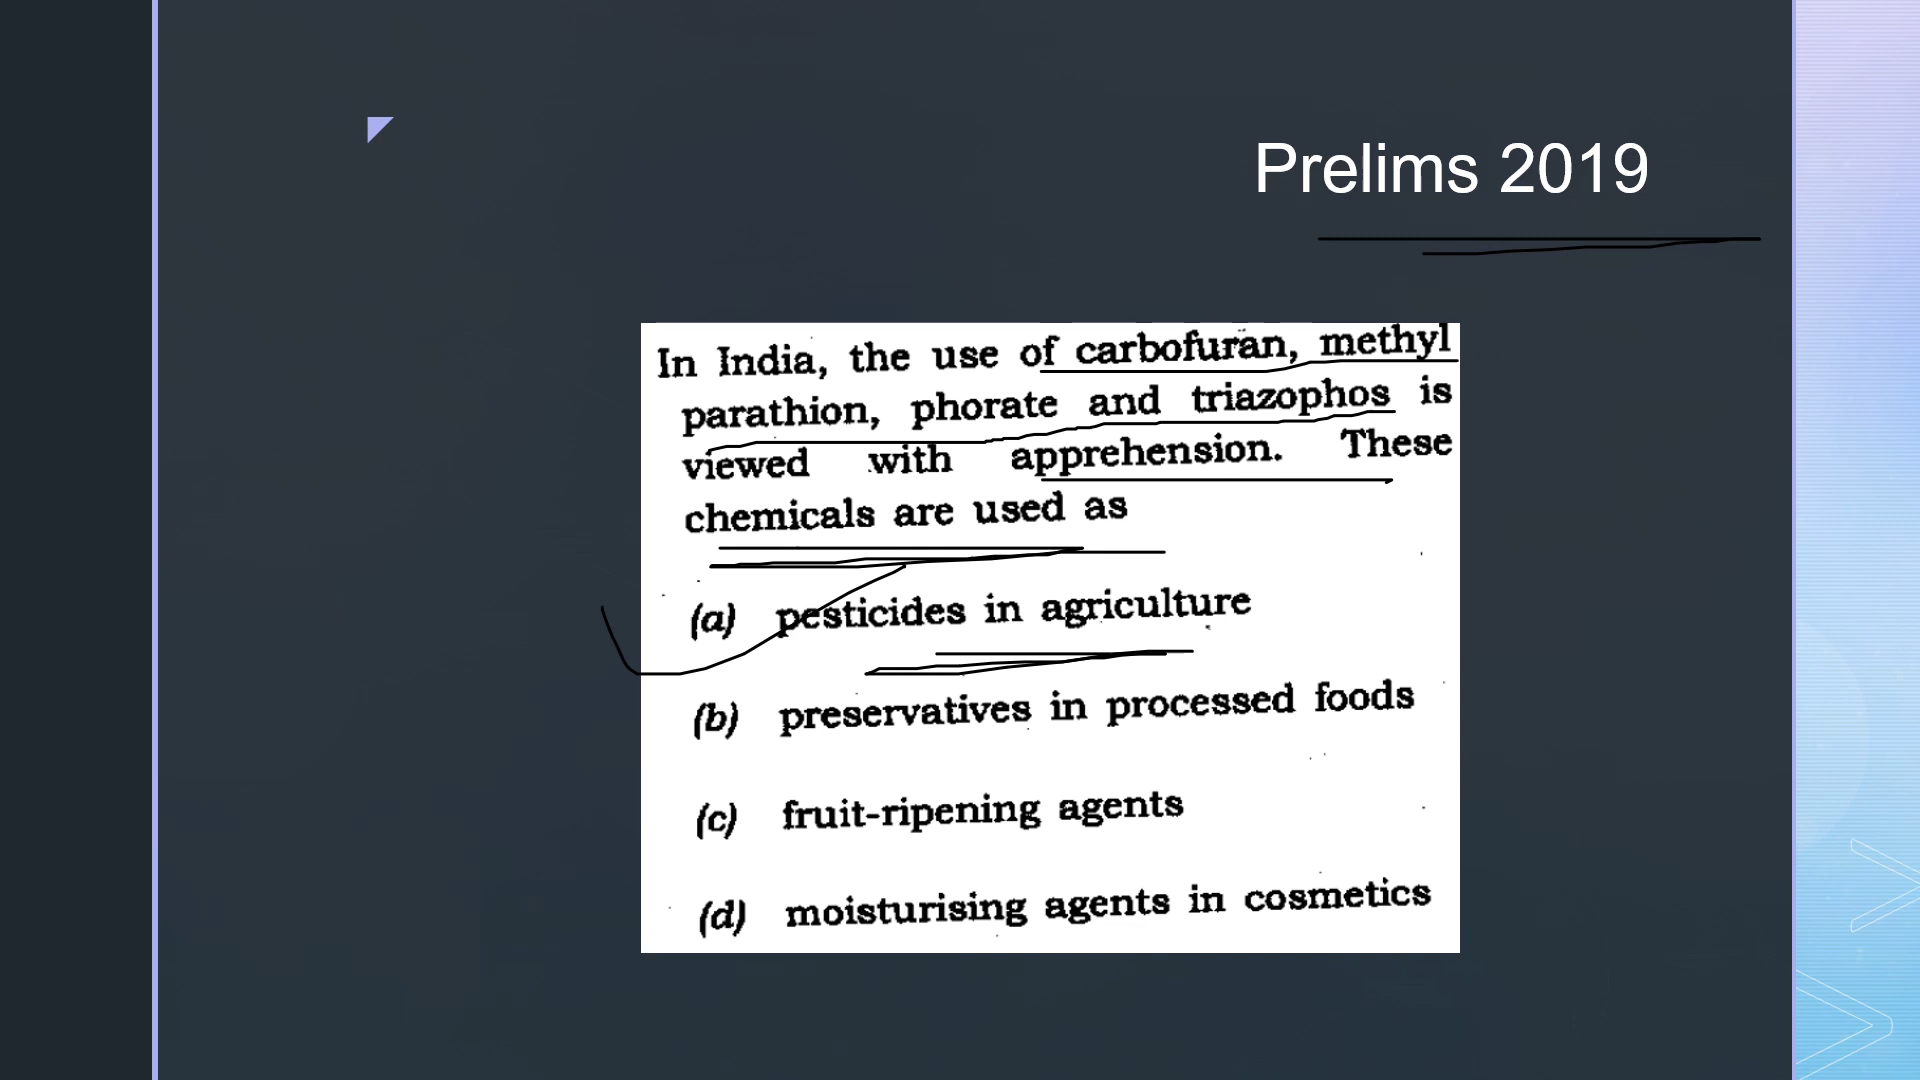 Prelims 2019
In India, the use of carbofuran, methyl
parathion, phorate and triazophos is
viewed with apprehension. These
chemicals are used as
(a) pesticides in agriculture
(b) preservatives in processed foods
(c) fruit-ripening agents
(d) moisturising agents in cosmetics